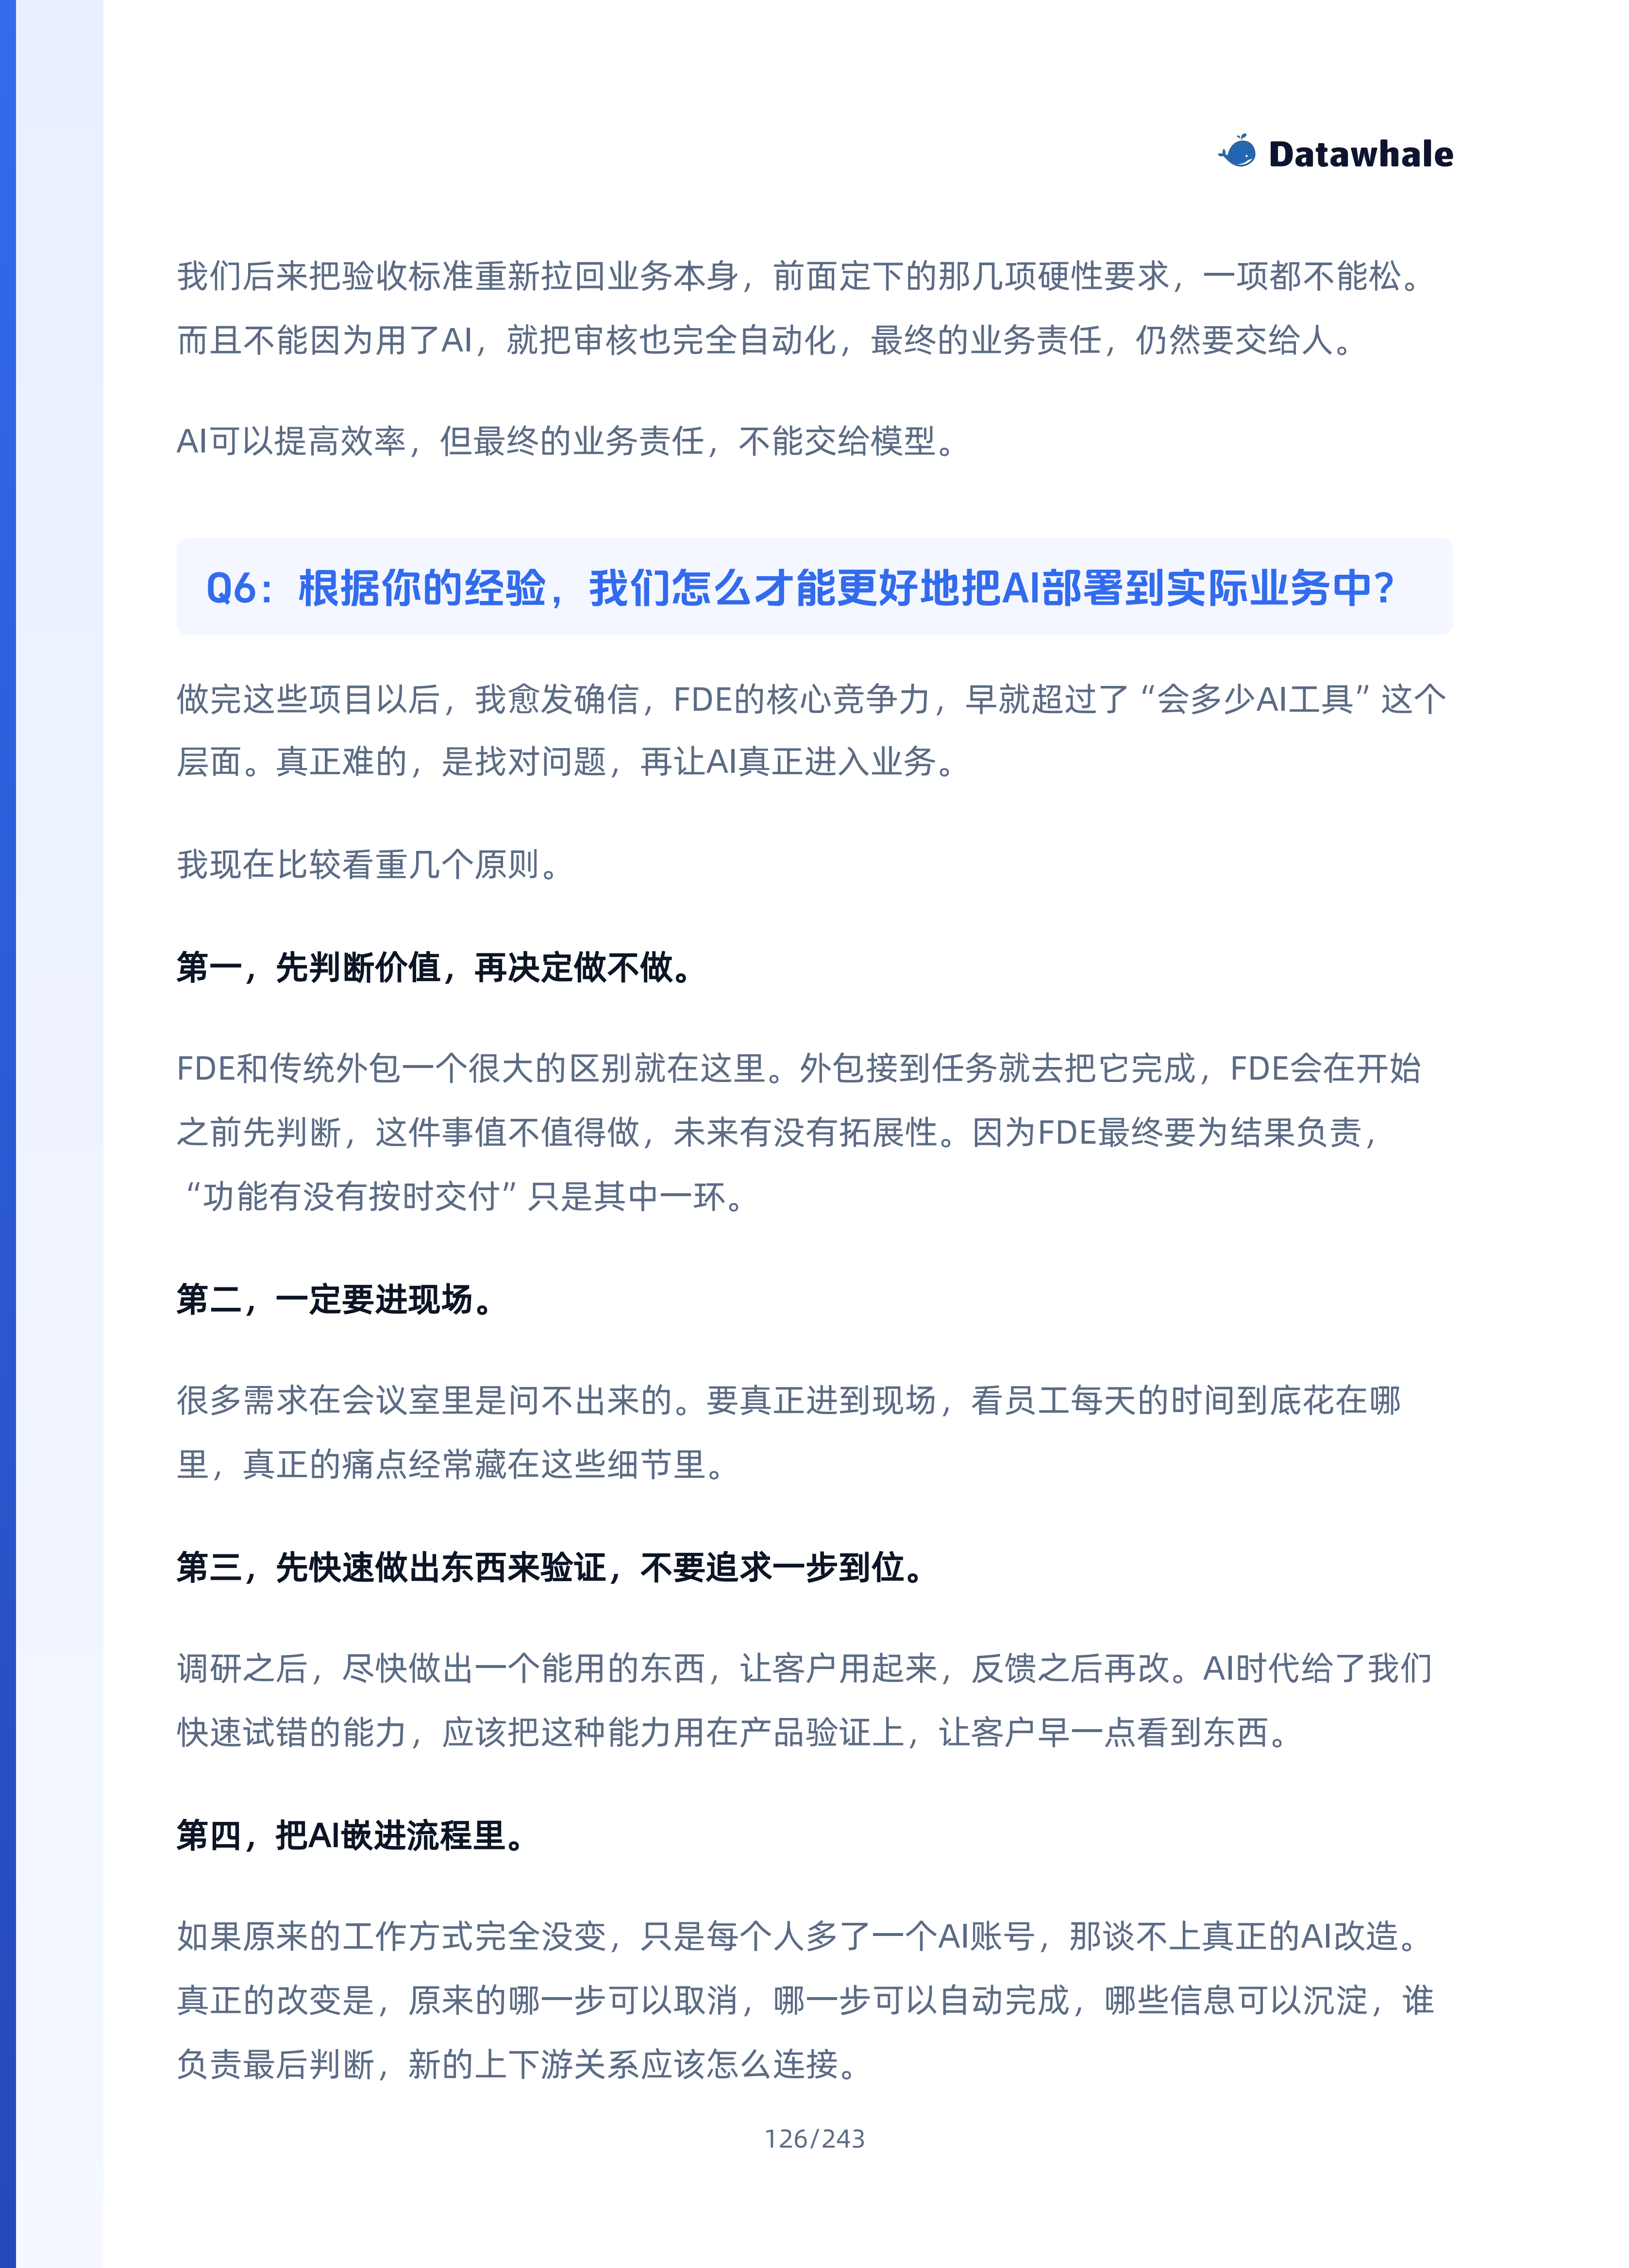 Datawhale
我们后来把验收标准重新拉回业务本身，前面定下的那几项硬性要求，一项都不能松。
而且不能因为用了AI，就把审核也完全自动化，最终的业务责任，仍然要交给人。
AI可以提高效率，但最终的业务责任，不能交给模型。
Q6：根据你的经验，我们怎么才能更好地把AI部署到实际业务中？
做完这些项目以后，我愈发确信，FDE的核心竞争力，早就超过了“会多少AI工具”这个
层面。真正难的，是找对问题，再让AI真正进入业务。
我现在比较看重几个原则。
第一，先判断价值，再决定做不做。
FDE和传统外包一个很大的区别就在这里。外包接到任务就去把它完成，FDE会在开始
之前先判断，这件事值不值得做，未来有没有拓展性。因为FDE最终要为结果负责，
“功能有没有按时交付”只是其中一环。
第二，一定要进现场。
很多需求在会议室里是问不出来的。要真正进到现场，看员工每天的时间到底花在哪
里，真正的痛点经常藏在这些细节里。
第三，先快速做出东西来验证，不要追求一步到位。
调研之后，尽快做出一个能用的东西，让客户用起来，反馈之后再改。AI时代给了我们
快速试错的能力，应该把这种能力用在产品验证上，让客户早一点看到东西。
第四，把AI嵌进流程里。
如果原来的工作方式完全没变，只是每个人多了一个AI账号，那谈不上真正的AI改造。
真正的改变是，原来的哪一步可以取消，哪一步可以自动完成，哪些信息可以沉淀，谁
负责最后判断，新的上下游关系应该怎么连接。
126/243